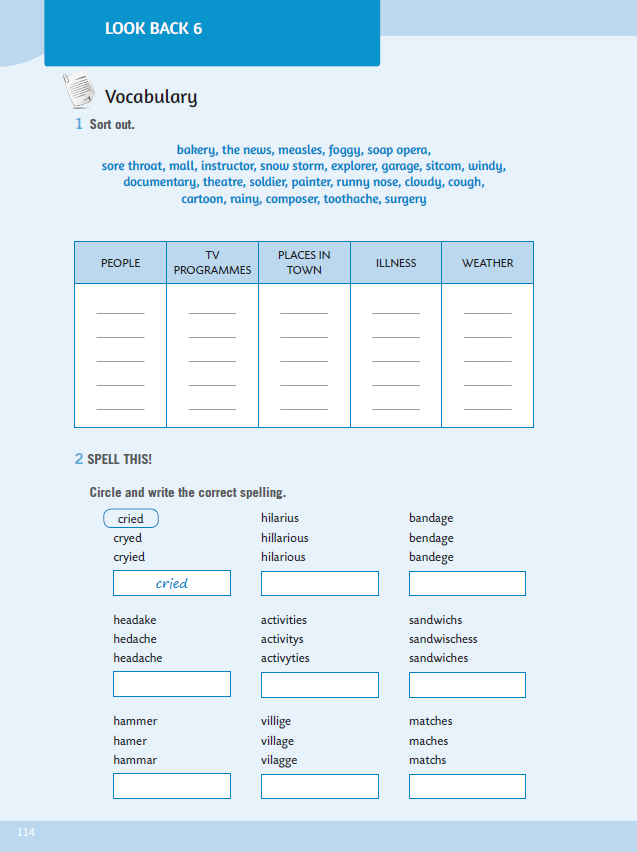 LOOK BACK 6
Vocabulary
1 Sort out.
bakery, the news, measles, foggy, soap opera,
sore throat, mall, instructor, snow storm, explorer, garage, sitcom, windy,
documentary, theatre, soldier, painter, runny nose, cloudy, cough,
cartoon, rainy, composer, toothache, surgery
PEOPLE
TV
PROGRAMMES
PLACES IN
TOWN
ILLNESS
WEATHER
2 SPELL THIS!
Circle and write the correct spelling.
cried
cryed
cryied
cried
hilarius
hillarious
hilarious
bandage
bendage
bandege
headake
hedache
headache
activities
activitys
activyties
sandwichs
sandwischess
sandwiches
hammer
hamer
hammar
villige
village
vilagge
matches
maches
matchs
114